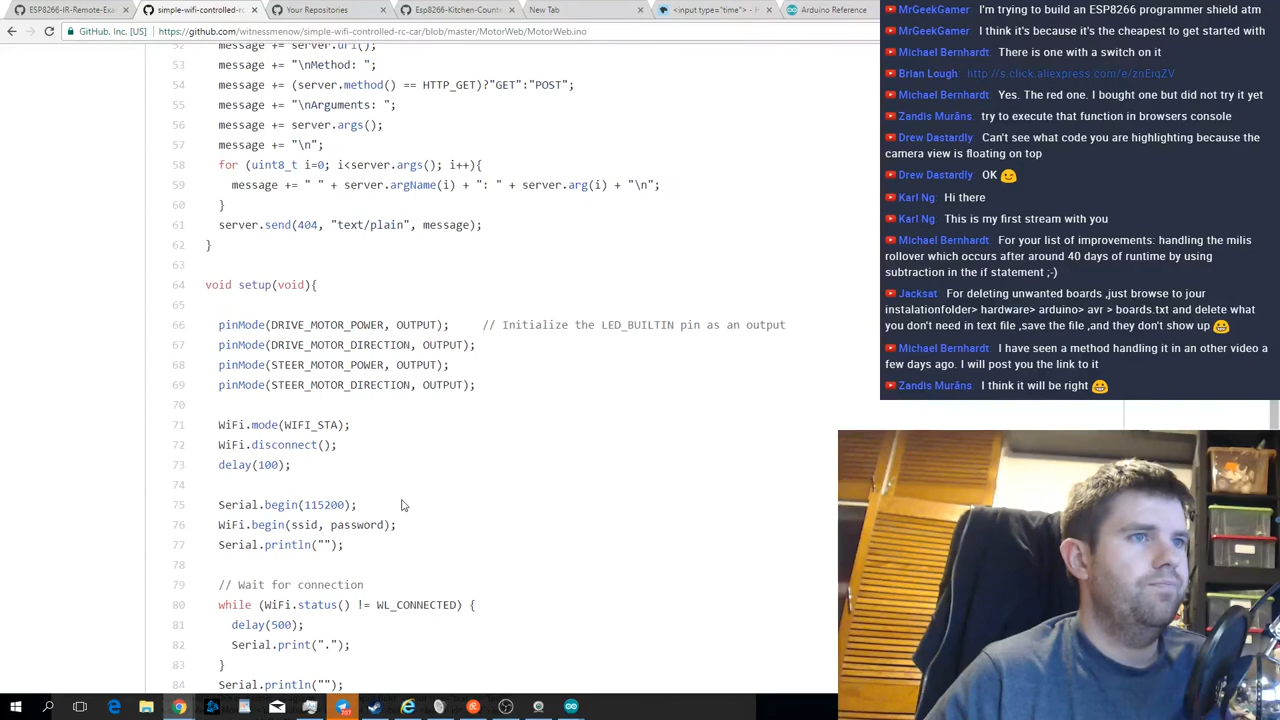 ESP8266-IR-Remote-Exa
simple-wifi-controlled-rc
Your Repositories
Esp8266-Kitchen-Counte
New Tab
<input type="time"> - H
Arduino Reference
GitHub, Inc. [US]
https://github.com/witnessmenow/simple-wifi-controlled-rc-car/blob/master/MotorWeb/MotorWeb.ino
52 message += server.uri();
53 message += "\nMethod: ";
54 message += (server.method() == HTTP_GET)?"GET":"POST";
55 message += "\nArguments: ";
56 message += server.args();
57 message += "\n";
58 for (uint8_t i=0; i<server.args(); i++){
59 message += " " + server.argName(i) + ": " + server.arg(i) + "\n";
60 }
61 server.send(404, "text/plain", message);
62 }
63
64 void setup(void){
65
66 pinMode(DRIVE_MOTOR_POWER, OUTPUT); // Initialize the LED_BUILTIN pin as an output
67 pinMode(DRIVE_MOTOR_DIRECTION, OUTPUT);
68 pinMode(STEER_MOTOR_POWER, OUTPUT);
69 pinMode(STEER_MOTOR_DIRECTION, OUTPUT);
70
71 WiFi.mode(WIFI_STA);
72 WiFi.disconnect();
73 delay(100);
74
75 Serial.begin(115200);
76 WiFi.begin(ssid, password);
77 Serial.println("");
78
79 // Wait for connection
80 while (WiFi.status() != WL_CONNECTED) {
81 delay(500);
82 Serial.print(".");
83 }
84 Serial.println("");
MrGeekGamer: I'm trying to build an ESP8266 programmer shield atm
MrGeekGamer: I think it's because it's the cheapest to get started with
Michael Bernhardt: There is one with a switch on it
Brian Lough: http://s.click.aliexpress.com/e/znEiqZV
Michael Bernhardt: Yes. The red one. I bought one but did not try it yet
Zandis Murāns: try to execute that function in browsers console
Drew Dastardly: Can't see what code you are highlighting because the
camera view is floating on top
Drew Dastardly: OK 😉
Karl Ng: Hi there
Karl Ng: This is my first stream with you
Michael Bernhardt: For your list of improvements: handling the milis
rollover which occurs after around 40 days of runtime by using
subtraction in the if statement ;-)
Jacksat: For deleting unwanted boards ,just browse to jour
instalationfolder> hardware> arduino> avr > boards.txt and delete what
you don't need in text file ,save the file ,and they don't show up 😀
Michael Bernhardt: I have seen a method handling it in an other video a
few days ago. I will post you the link to it
Zandis Murāns: I think it will be right 😀